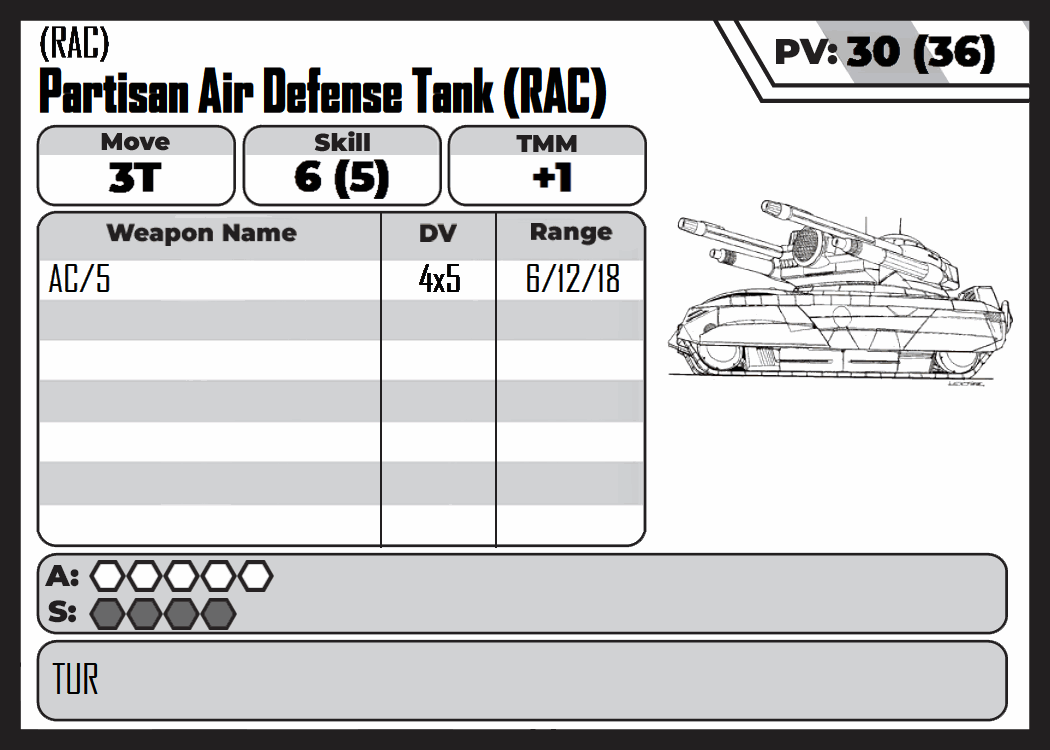 (RAC)
Partisan Air Defense Tank (RAC)
PV: 30 (36)
Move Skill TMM
3T 6 (5) +1
Weapon Name DV Range
AC/5 4x5 6/12/18
A:
S:
TUR